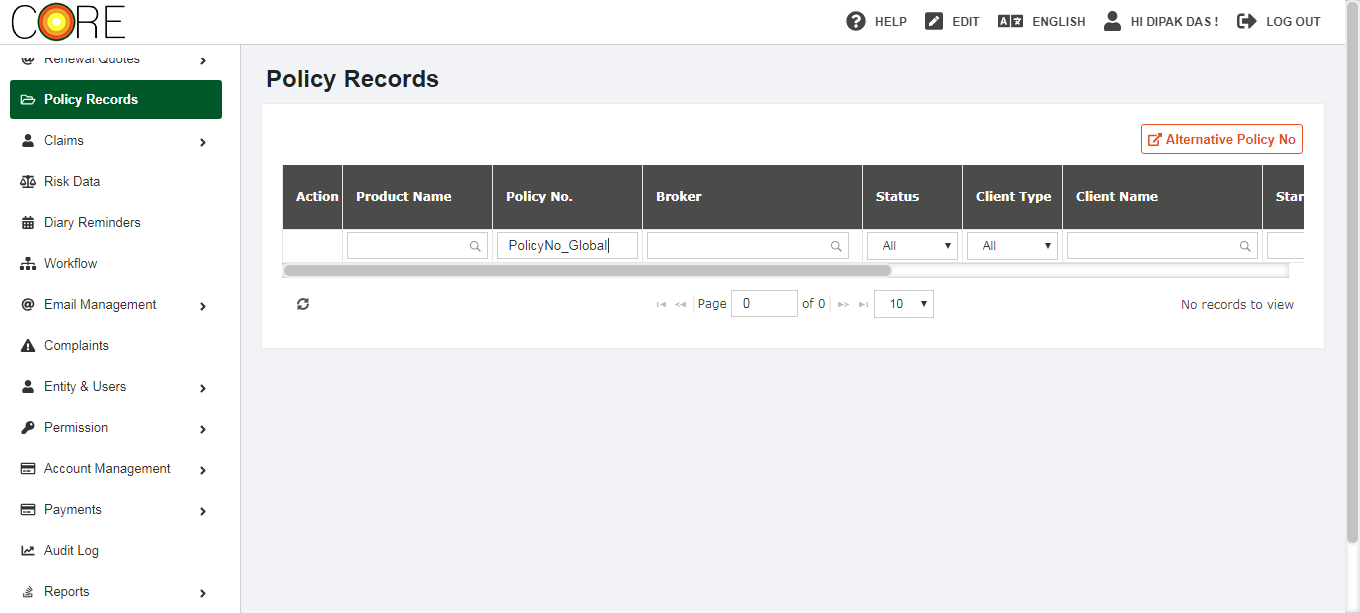 CORE
HELP
EDIT
ENGLISH
HI DIPAK DAS !
LOG OUT
Renewal Quotes
Policy Records
Claims
Risk Data
Diary Reminders
Workflow
Email Management
Complaints
Entity & Users
Permission
Account Management
Payments
Audit Log
Reports
Policy Records
Alternative Policy No
Action Product Name Policy No. Broker Status Client Type Client Name Star
PolicyNo_Global All All
Page 0 of 0 10 No records to view